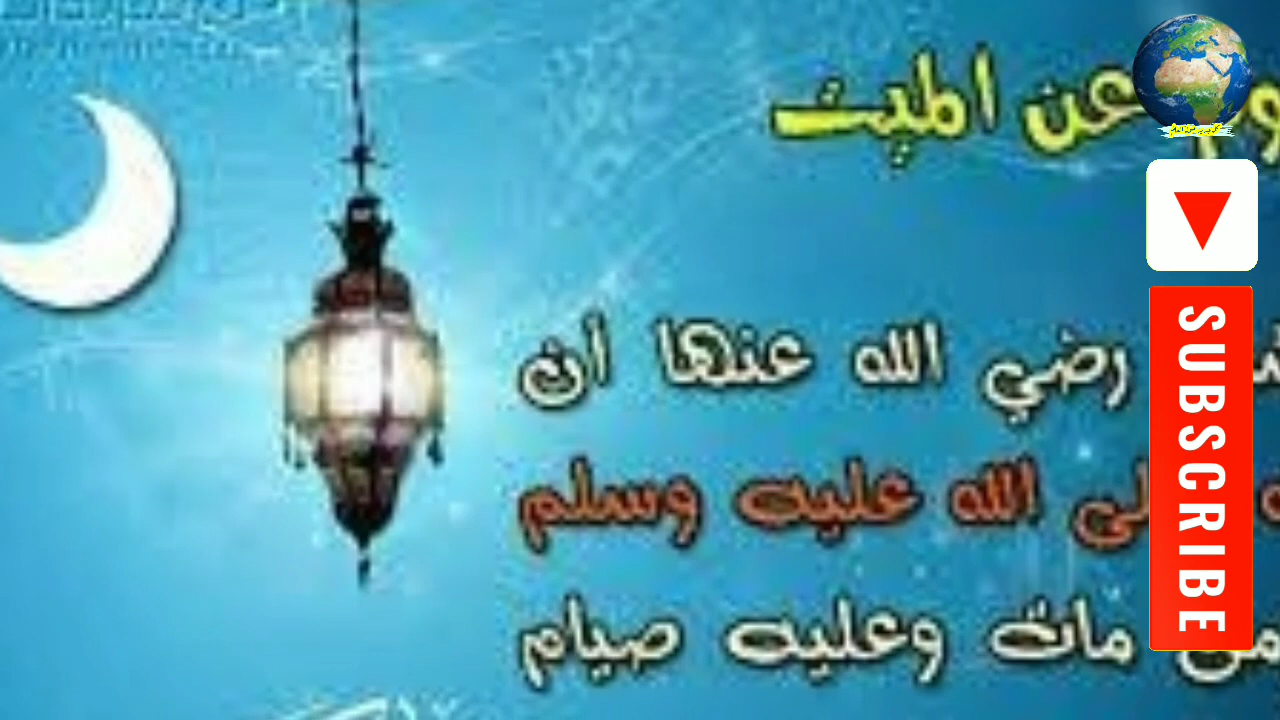 عن الميت
رضي الله عنها أن
الله عليه وسلم
مات وعليه صيام
SUBSCRIBE